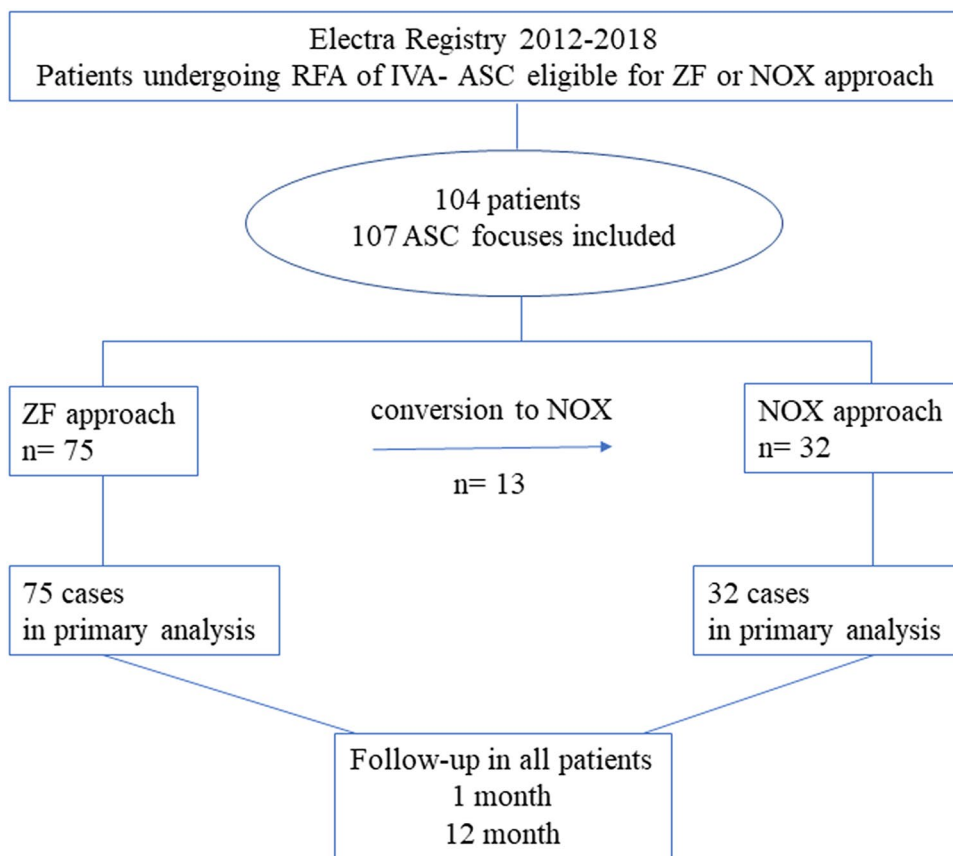 Electra Registry 2012-2018
Patients undergoing RFA of IVA- ASC eligible for ZF or NOX approach
104 patients
107 ASC focuses included
ZF approach
n= 75
conversion to NOX
n= 13
NOX approach
n= 32
75 cases
in primary analysis
32 cases
in primary analysis
Follow-up in all patients
1 month
12 month